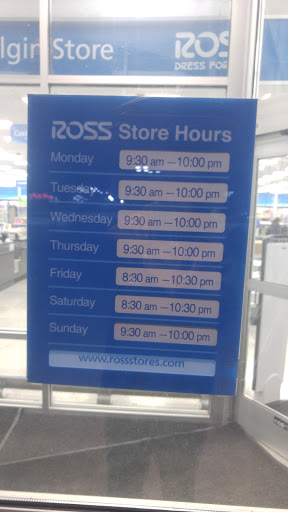 lgin Store
ROSS
DRESS FOR
ROSS Store Hours
Monday 9:30 am — 10:00 pm
Tuesday 9:30 am — 10:00 pm
Wednesday 9:30 am — 10:00 pm
Thursday 9:30 am — 10:00 pm
Friday 8:30 am — 10:30 pm
Saturday 8:30 am — 10:30 pm
Sunday 9:30 am — 10:00 pm
www.rossstores.com